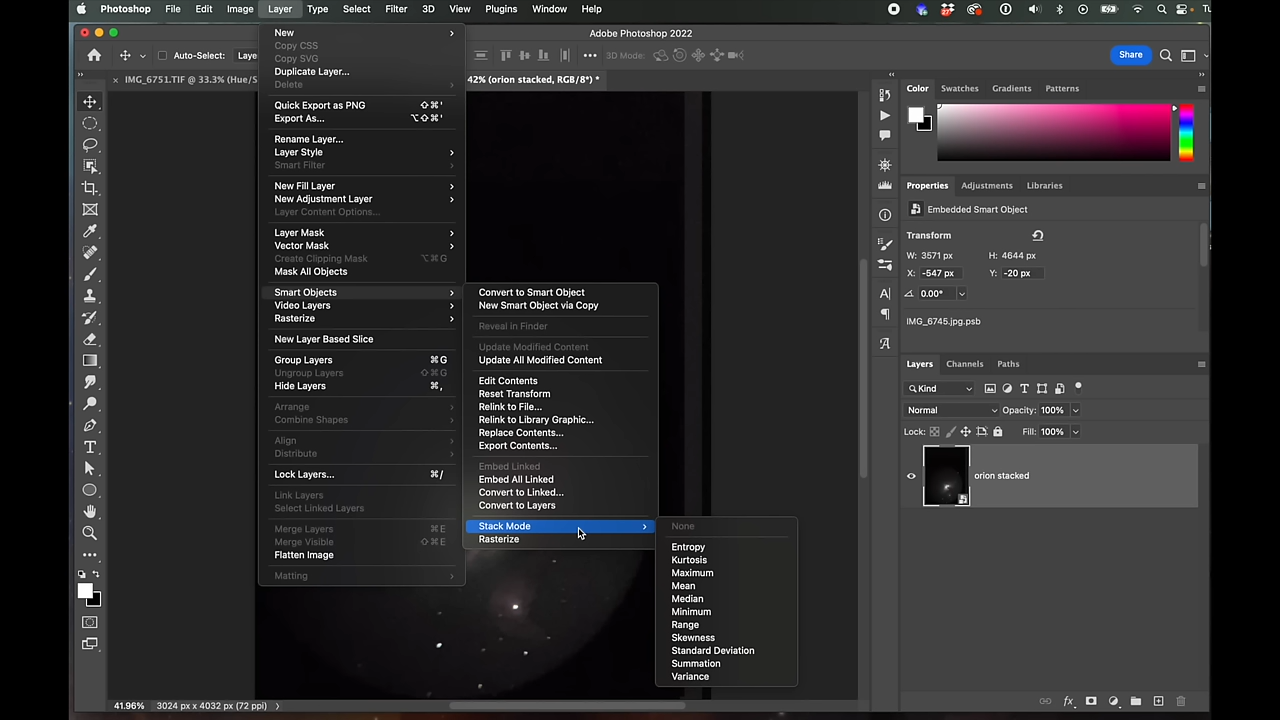 Photoshop File Edit Image Layer Type Select Filter 3D View Plugins Window Help
Adobe Photoshop 2022
Auto-Select: 3D Mode: Share
IMG_6751.TIF @ 33.3% (Hue/S
42% (orion stacked, RGB/8*) *
New
Copy CSS
Copy SVG
Duplicate Layer...
Delete
Quick Export as PNG ⇧⌘'
Export As... ⌥⇧⌘'
Rename Layer...
Layer Style
Smart Filter
New Fill Layer
New Adjustment Layer
Layer Content Options...
Layer Mask
Vector Mask
Create Clipping Mask ⌥⌘G
Mask All Objects
Smart Objects
Video Layers
Rasterize
New Layer Based Slice
Group Layers ⌘G
Ungroup Layers ⇧⌘G
Hide Layers ⌘,
Arrange
Combine Shapes
Align
Distribute
Lock Layers... ⌘/
Link Layers
Select Linked Layers
Merge Layers ⌘E
Merge Visible ⇧⌘E
Flatten Image
Matting
Convert to Smart Object
New Smart Object via Copy
Reveal in Finder
Update Modified Content
Update All Modified Content
Edit Contents
Reset Transform
Relink to File...
Relink to Library Graphic...
Replace Contents...
Export Contents...
Embed Linked
Embed All Linked
Convert to Linked...
Convert to Layers
Stack Mode
Rasterize
None
Entropy
Kurtosis
Maximum
Mean
Median
Minimum
Range
Skewness
Standard Deviation
Summation
Variance
Color Swatches Gradients Patterns
Properties Adjustments Libraries
Embedded Smart Object
Transform
W: 3571 px H: 4644 px
X: -547 px Y: -20 px
0.00°
IMG_6745.jpg.psb
Layers Channels Paths
Kind
Normal Opacity: 100%
Lock: Fill: 100%
orion stacked
fx
41.96% 3024 px x 4032 px (72 ppi)